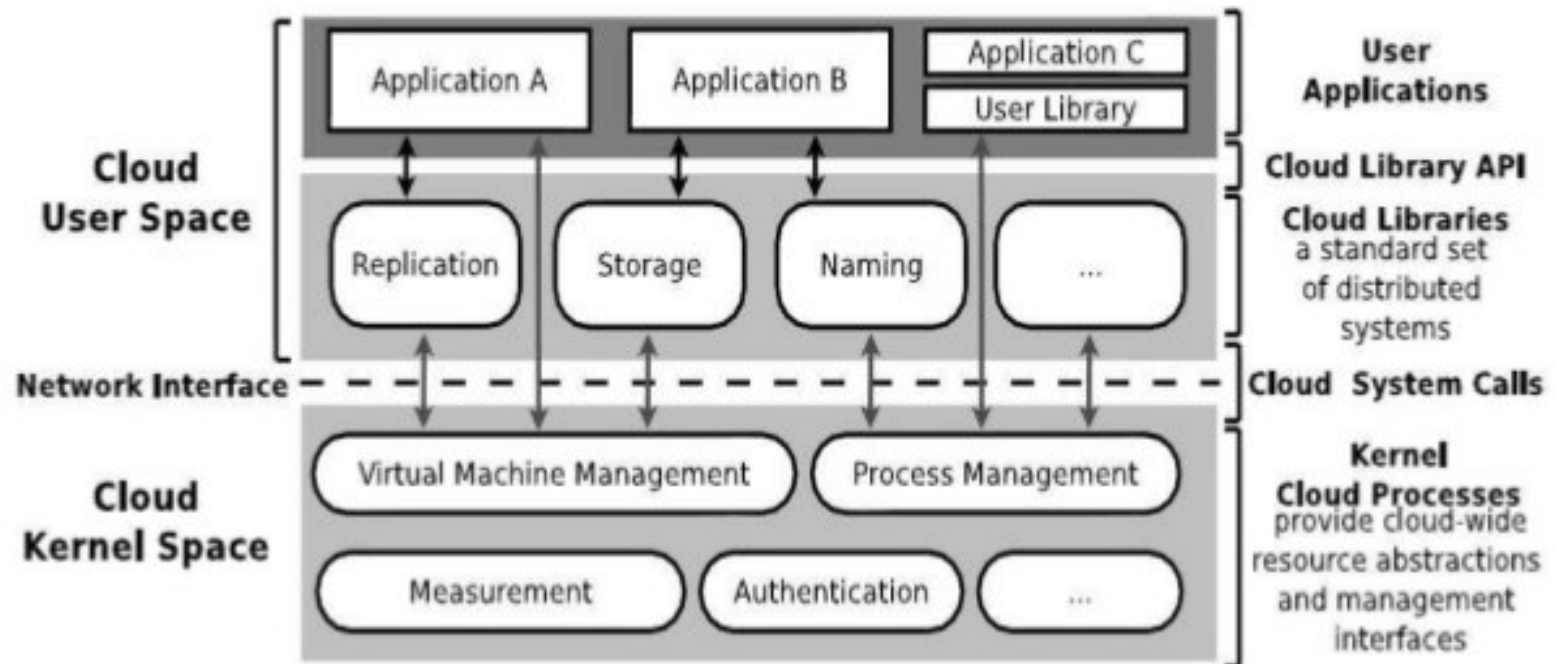 Application A
Application B
Application C
User Library
User
Applications
Cloud
User Space
Cloud Library API
Replication
Storage
Naming
...
Cloud Libraries
a standard set
of distributed
systems
Network Interface
Cloud System Calls
Cloud
Kernel Space
Virtual Machine Management
Process Management
Measurement
Authentication
...
Kernel
Cloud Processes
provide cloud-wide
resource abstractions
and management
interfaces